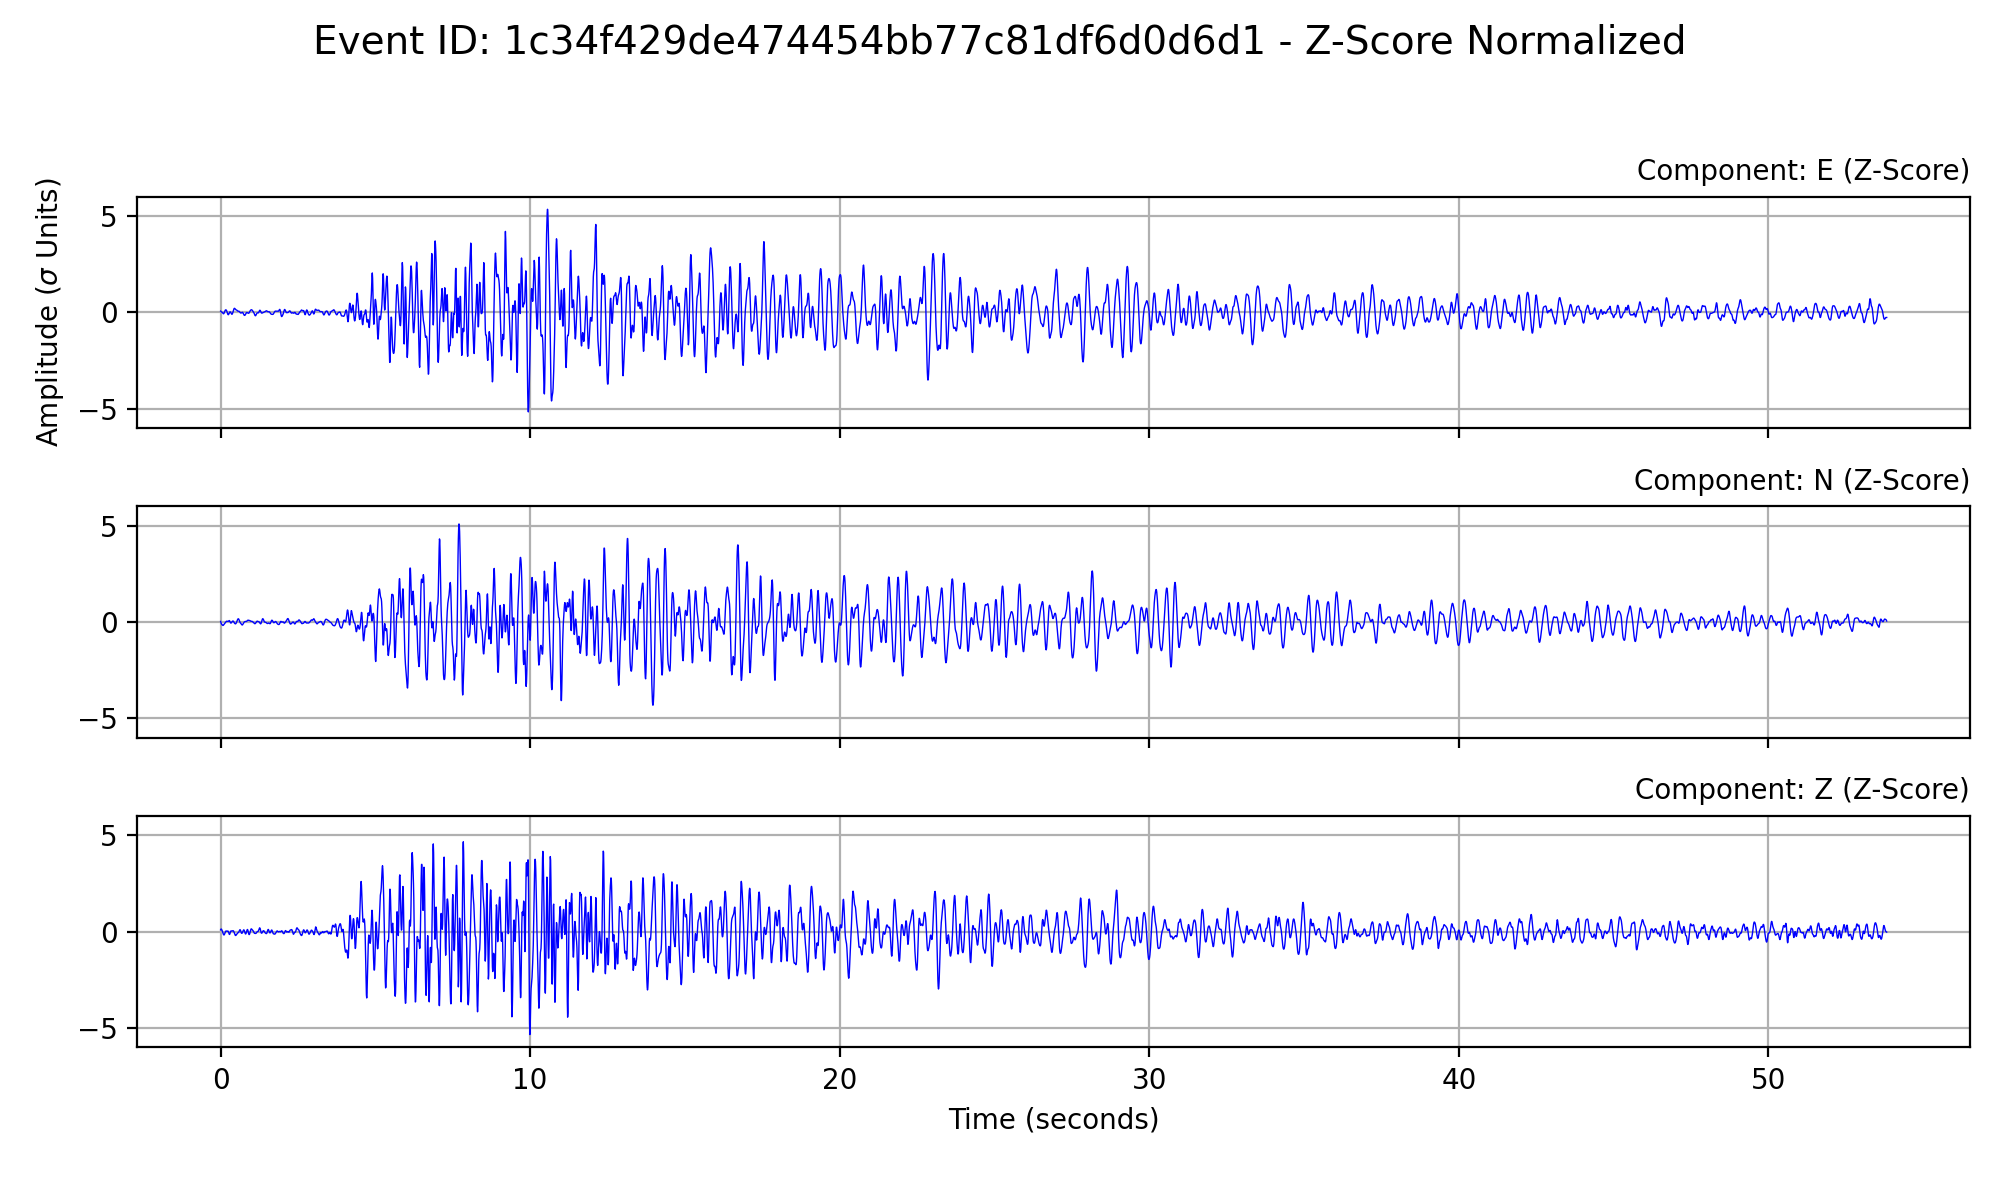 Event ID: 1c34f429de474454bb77c81df6d0d6d1 - Z-Score Normalized
Component: E (Z-Score)
Amplitude (σ Units)
5
0
−5
Component: N (Z-Score)
5
0
−5
Component: Z (Z-Score)
5
0
−5
0 10 20 30 40 50
Time (seconds)